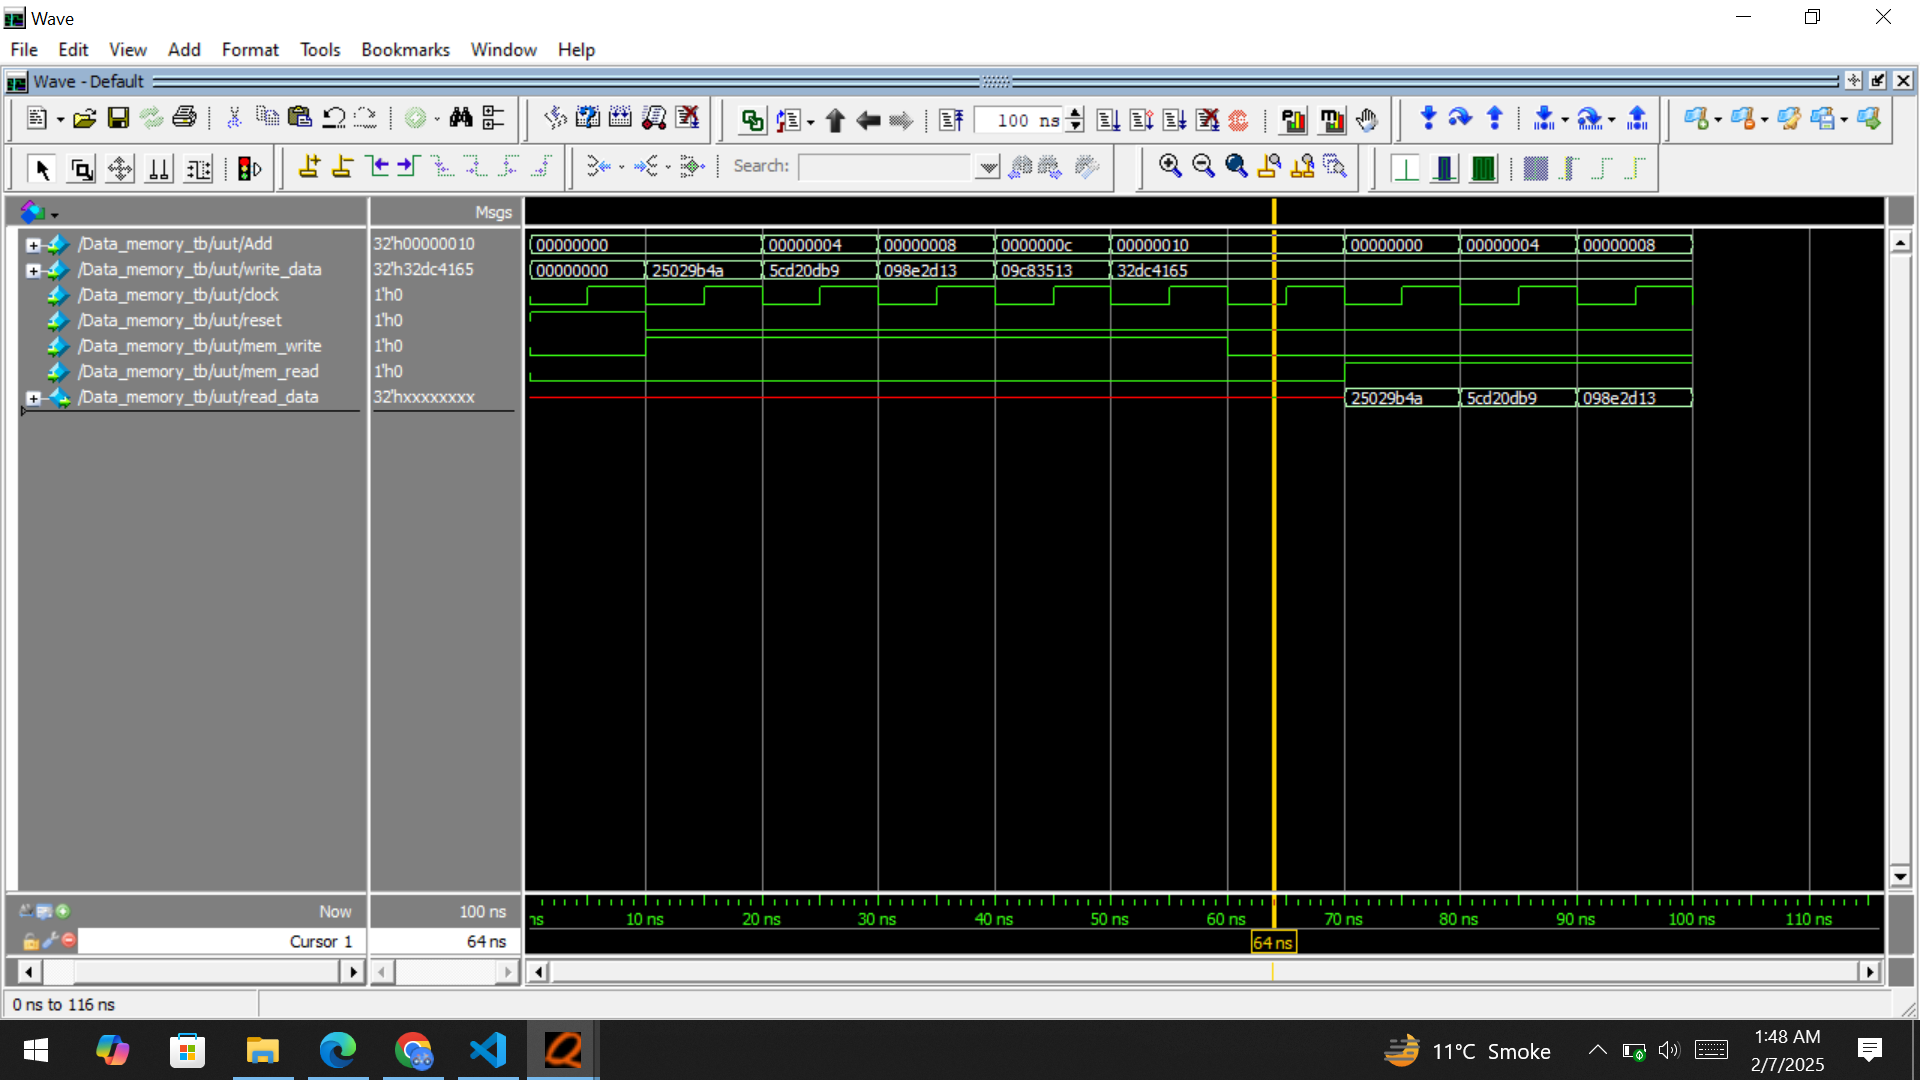 Wave
File Edit View Add Format Tools Bookmarks Window Help
Wave - Default
100 ns
Search:
Msgs
/Data_memory_tb/uut/Add 32'h00000010 00000000 00000004 00000008 0000000c 00000010 00000000 00000004 00000008
/Data_memory_tb/uut/write_data 32'h32dc4165 00000000 25029b4a 5cd20db9 098e2d13 09c83513 32dc4165
/Data_memory_tb/uut/clock 1'h0
/Data_memory_tb/uut/reset 1'h0
/Data_memory_tb/uut/mem_write 1'h0
/Data_memory_tb/uut/mem_read 1'h0
/Data_memory_tb/uut/read_data 32'hxxxxxxxx 25029b4a 5cd20db9 098e2d13
Now 100 ns ns 10 ns 20 ns 30 ns 40 ns 50 ns 60 ns 70 ns 80 ns 90 ns 100 ns 110 ns
Cursor 1 64 ns 64 ns
0 ns to 116 ns
11°C Smoke 1:48 AM
2/7/2025